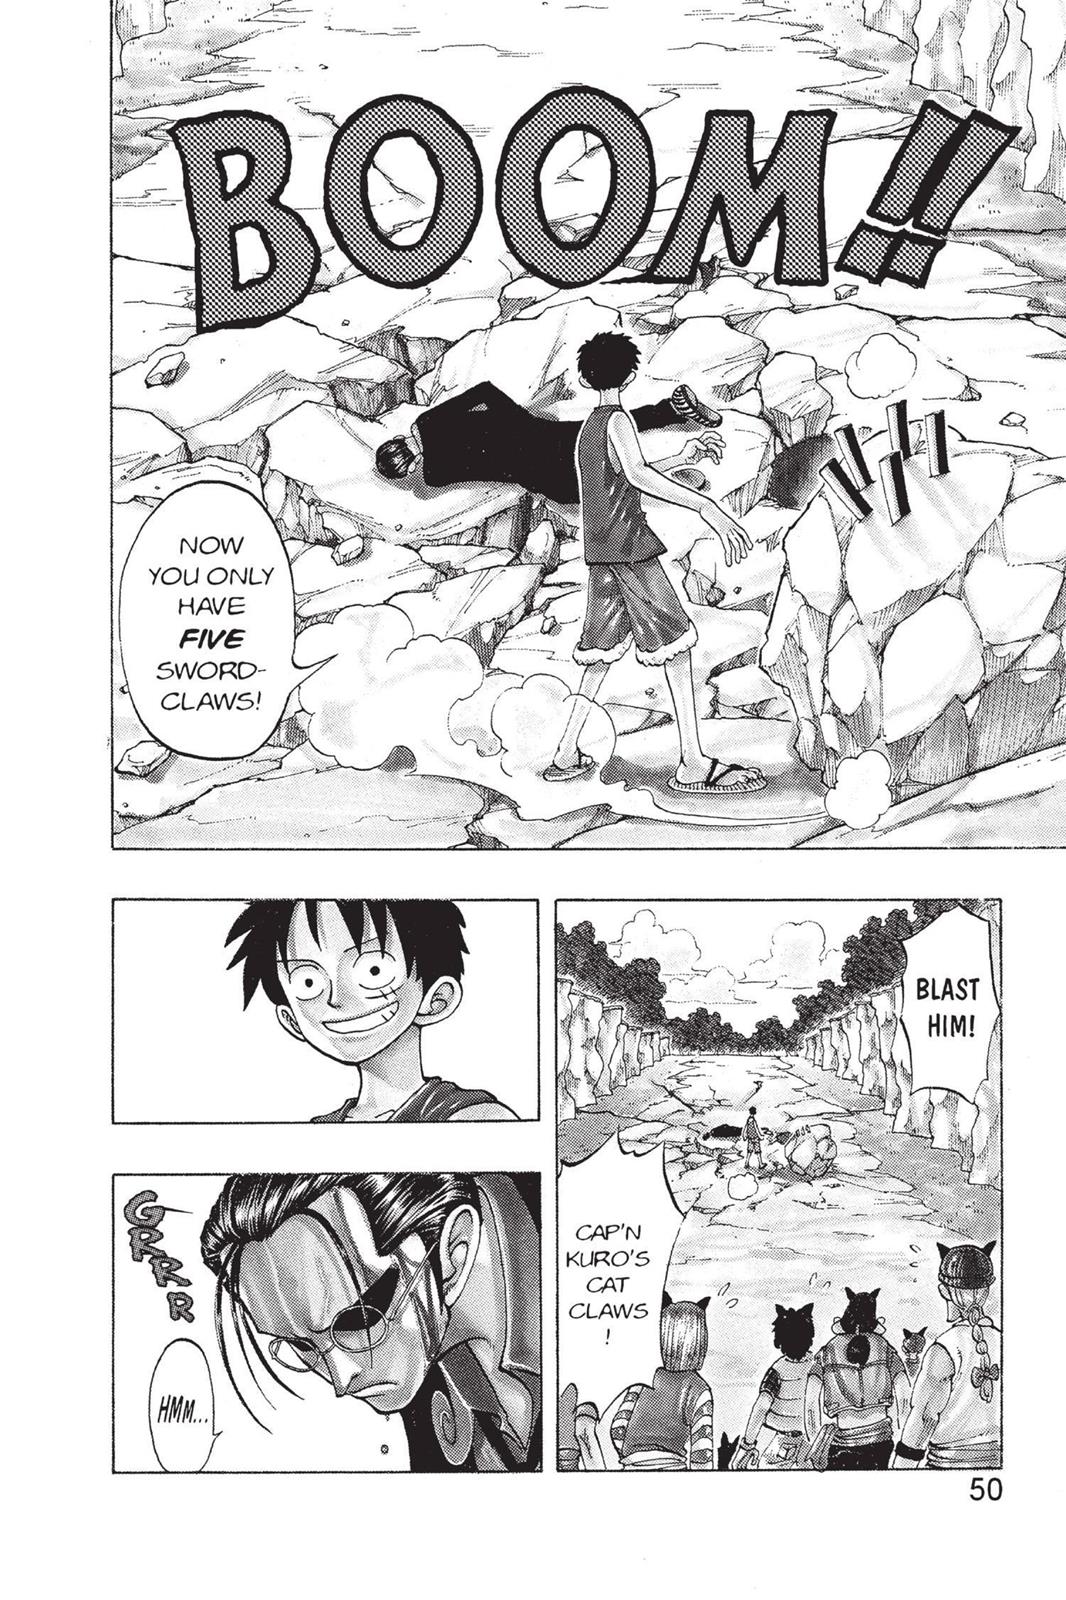 BOOM!!
NOW
YOU ONLY
HAVE
FIVE
SWORD-
CLAWS!
BLAST
HIM!
CAP'N
KURO'S
CAT
CLAWS
!
GRRR
HMM...
50